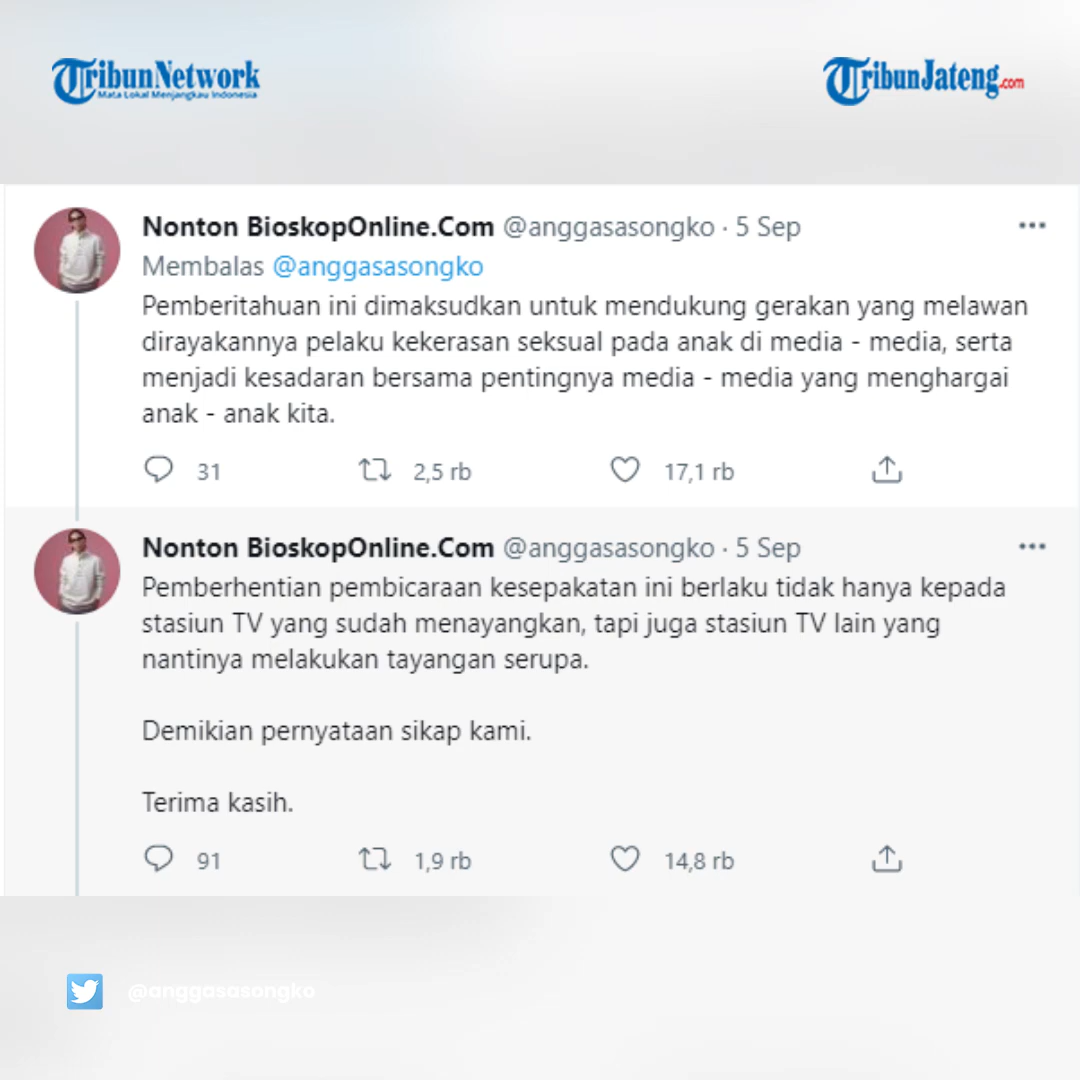 TribunNetwork
Mata Lokal Menjangkau Indonesia
TribunJateng.com
Nonton BioskopOnline.Com @anggasasongko · 5 Sep
Membalas @anggasasongko
Pemberitahuan ini dimaksudkan untuk mendukung gerakan yang melawan
dirayakannya pelaku kekerasan seksual pada anak di media - media, serta
menjadi kesadaran bersama pentingnya media - media yang menghargai
anak - anak kita.
31 2,5 rb 17,1 rb
Nonton BioskopOnline.Com @anggasasongko · 5 Sep
Pemberhentian pembicaraan kesepakatan ini berlaku tidak hanya kepada
stasiun TV yang sudah menayangkan, tapi juga stasiun TV lain yang
nantinya melakukan tayangan serupa.
Demikian pernyataan sikap kami.
Terima kasih.
91 1,9 rb 14,8 rb
@anggasasongko